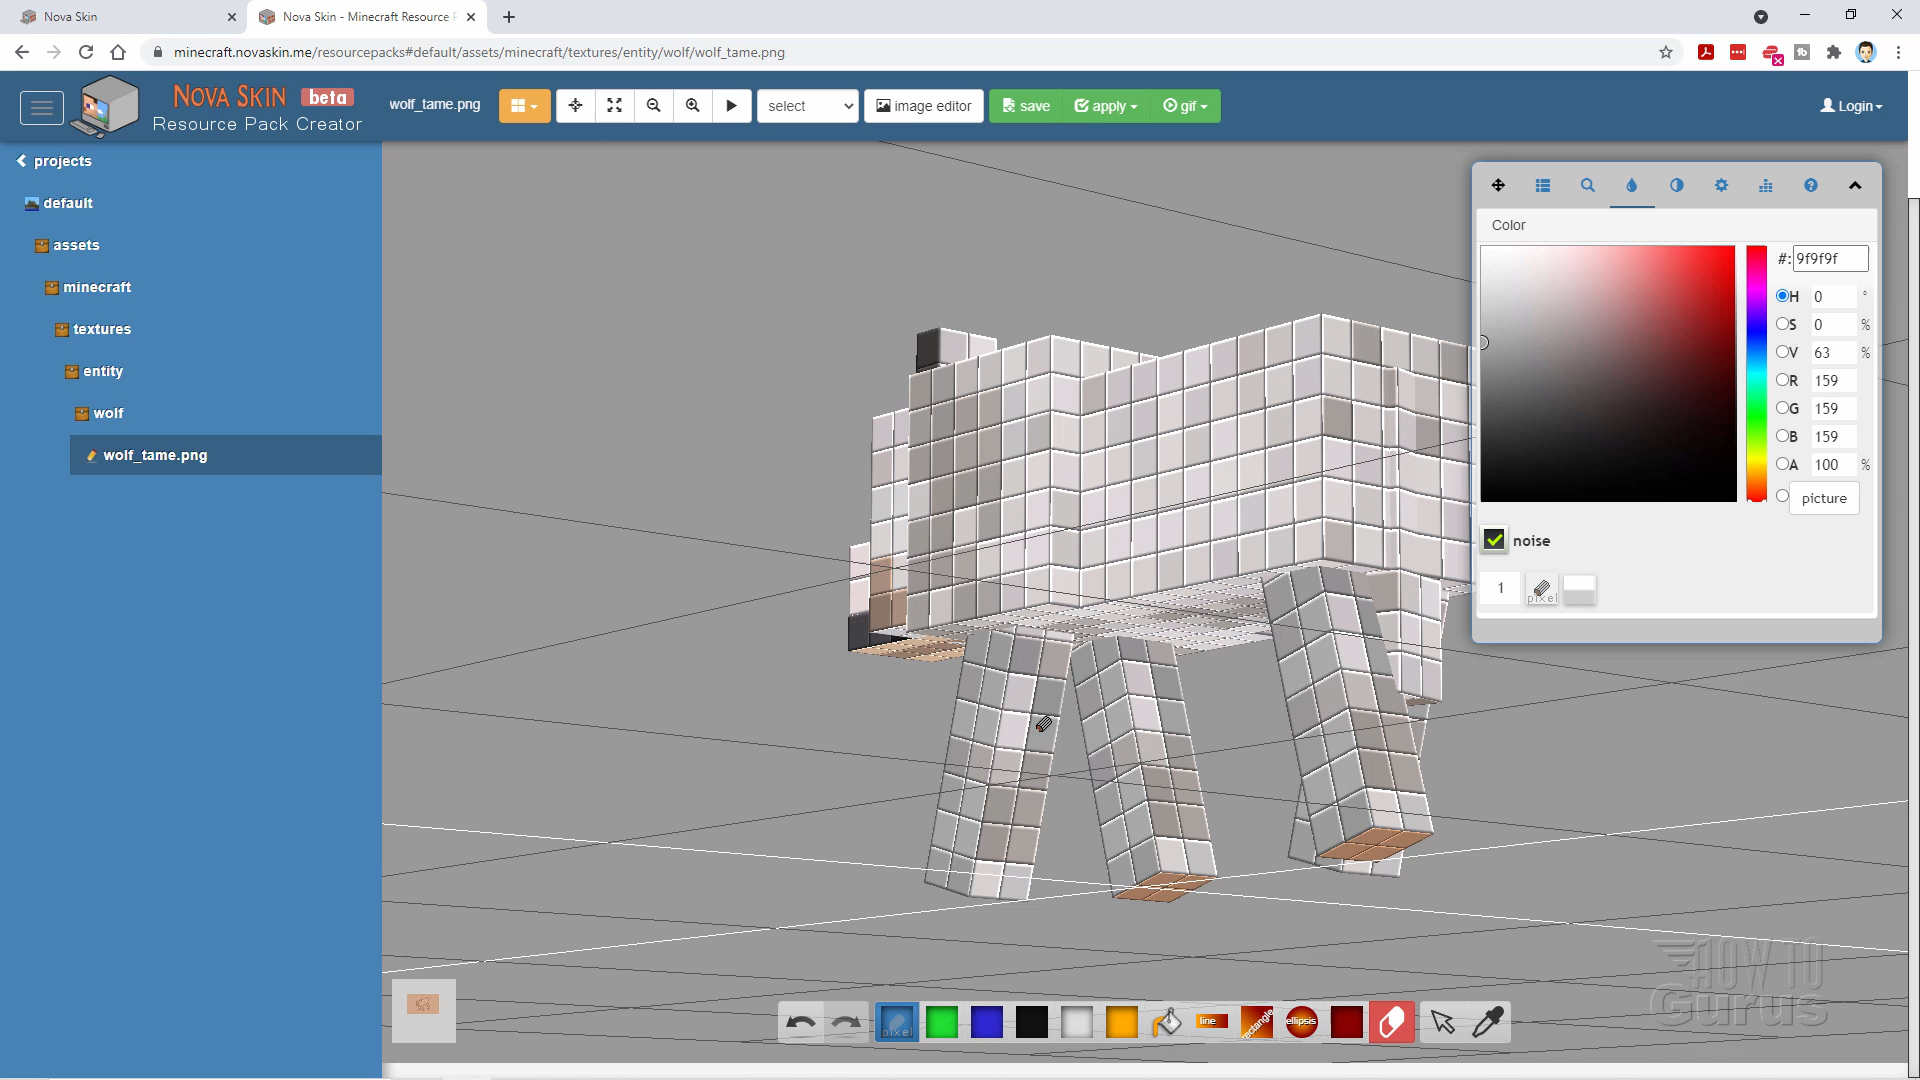 Nova Skin
Nova Skin - Minecraft Resource P
minecraft.novaskin.me/resourcepacks#default/assets/minecraft/textures/entity/wolf/wolf_tame.png
NOVA SKIN beta
Resource Pack Creator
wolf_tame.png
select
image editor
save
apply
gif
Login
projects
default
assets
minecraft
textures
entity
wolf
wolf_tame.png
Color
#: 9f9f9f
H 0 °
S 0 %
V 63 %
R 159
G 159
B 159
A 100 %
picture
noise
1
pixel
pixel
line
rectangle
ellipsis
HOW TO
Gurus